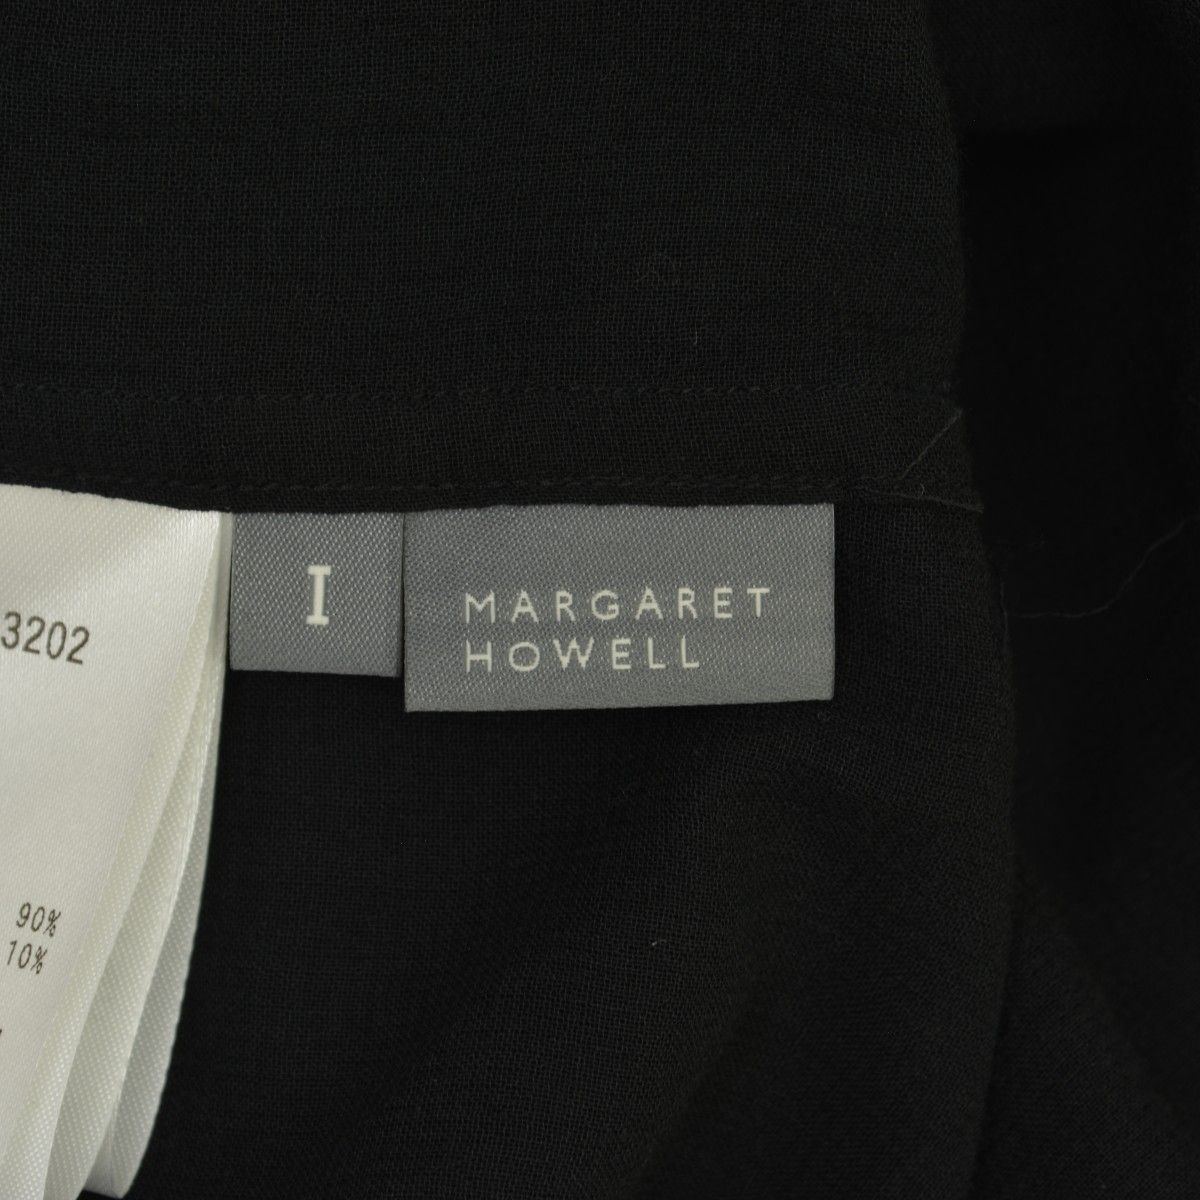 3202
90%
10%
I
MARGARET
HOWELL